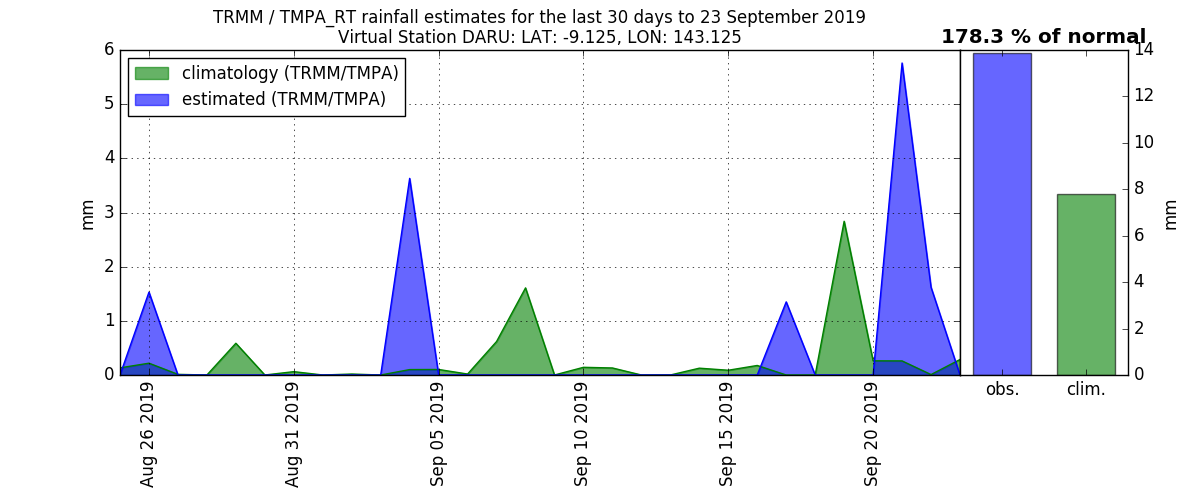 TRMM / TMPA_RT rainfall estimates for the last 30 days to 23 September 2019
Virtual Station DARU: LAT: -9.125, LON: 143.125
178.3 % of normal
climatology (TRMM/TMPA)
estimated (TRMM/TMPA)
6
5
4
3
2
1
0
mm
Aug 26 2019
Aug 31 2019
Sep 05 2019
Sep 10 2019
Sep 15 2019
Sep 20 2019
obs.
clim.
14
12
10
8
6
4
2
0
mm